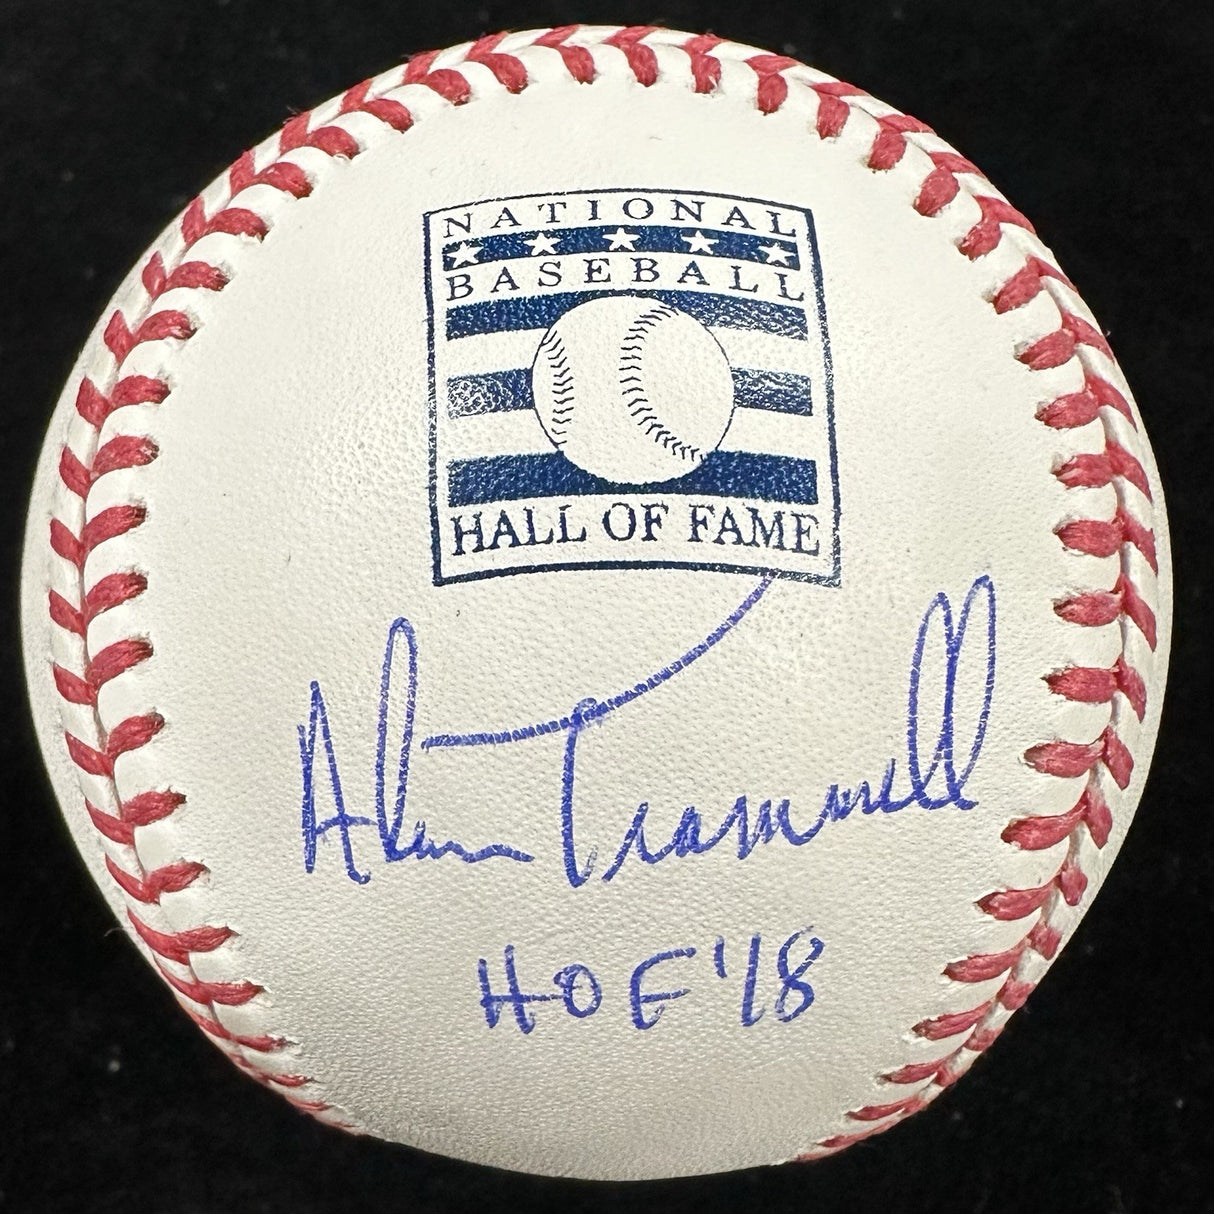 NATIONAL
BASEBALL
HALL OF FAME
Alan Trammell
HOF '18